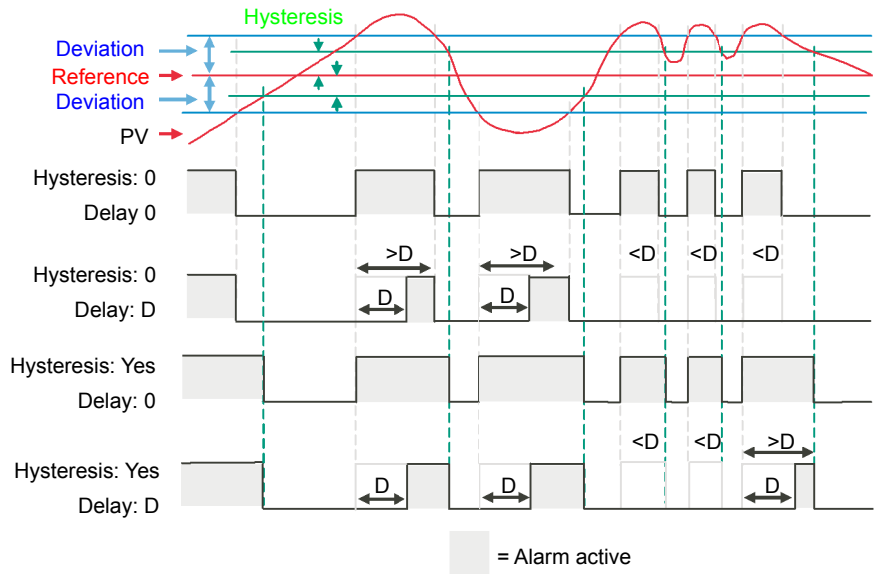 Hysteresis
Deviation
Reference
Deviation
PV
Hysteresis: 0
Delay 0
>D
>D
<D
<D
<D
Hysteresis: 0
D
D
Delay: D
Hysteresis: Yes
Delay: 0
<D
<D
>D
Hysteresis: Yes
D
D
D
Delay: D
= Alarm active